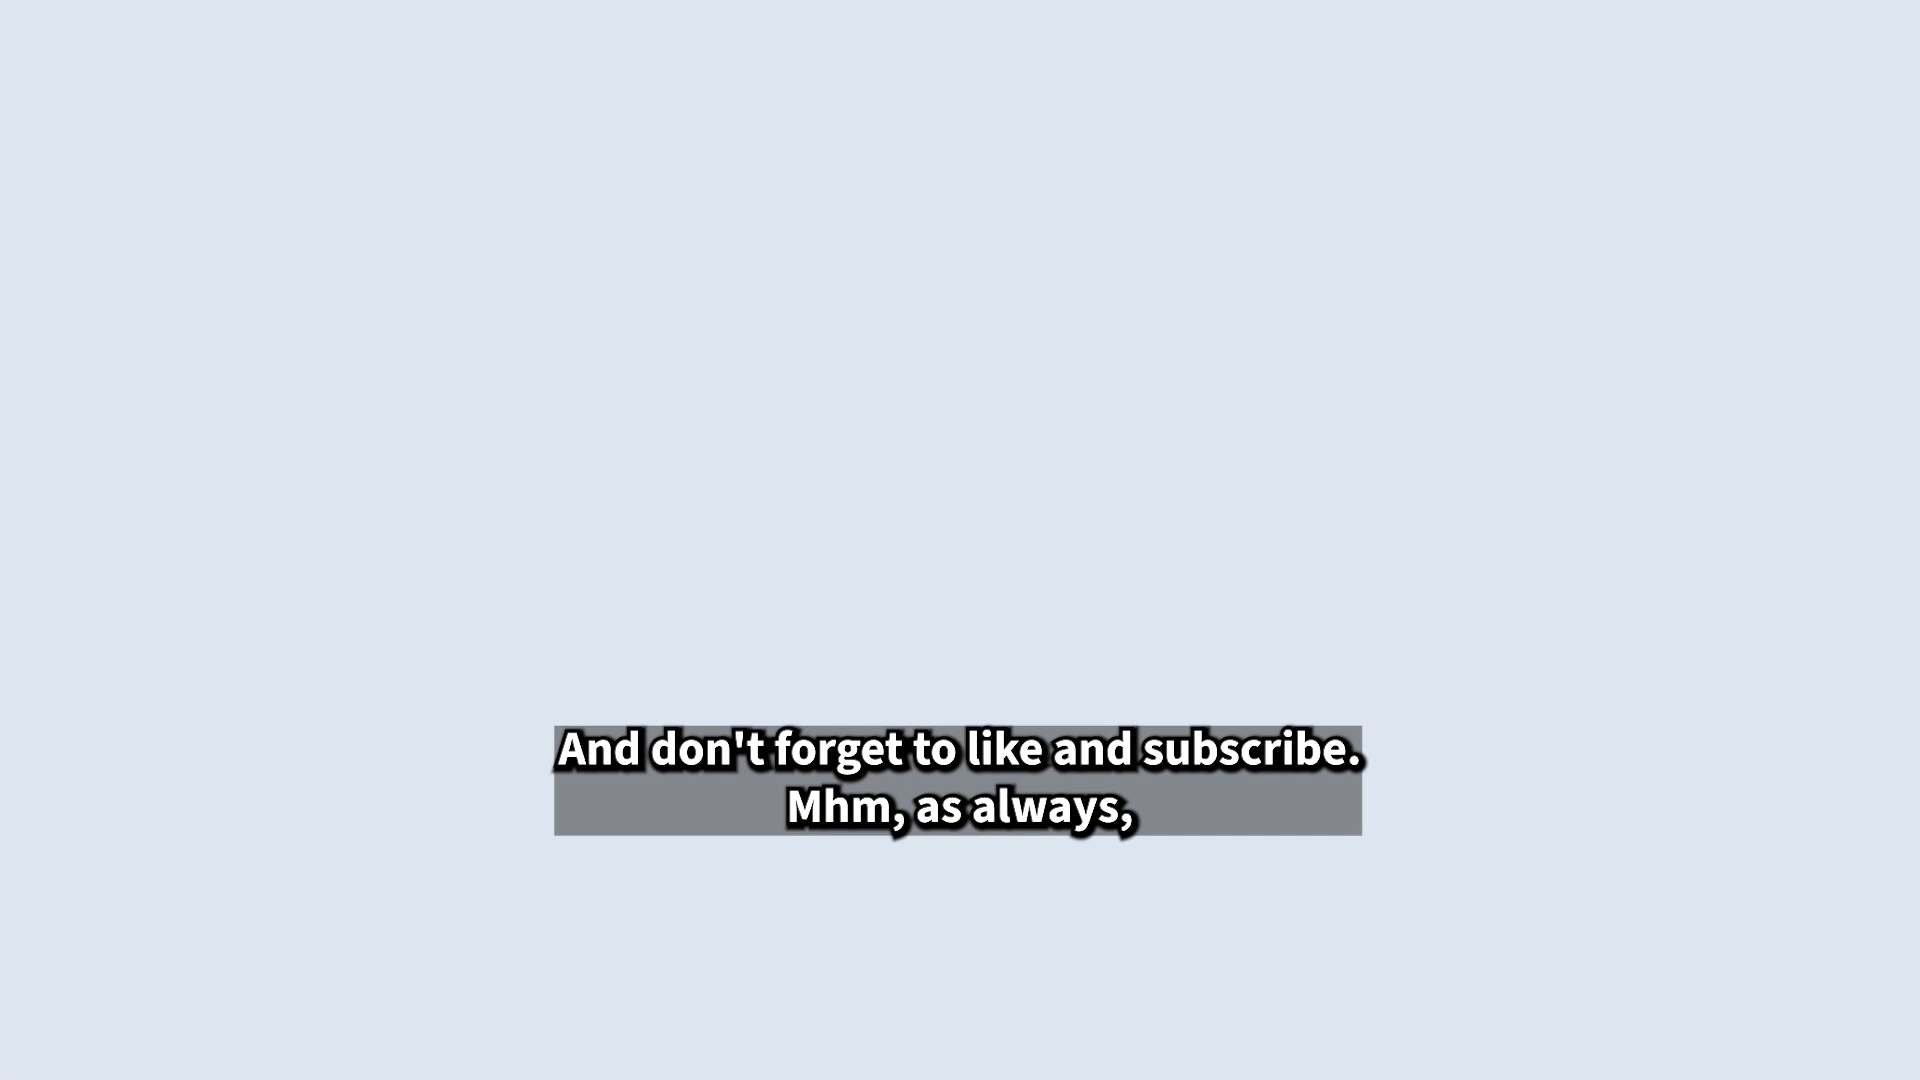 And don't forget to like and subscribe.
Mhm, as always,